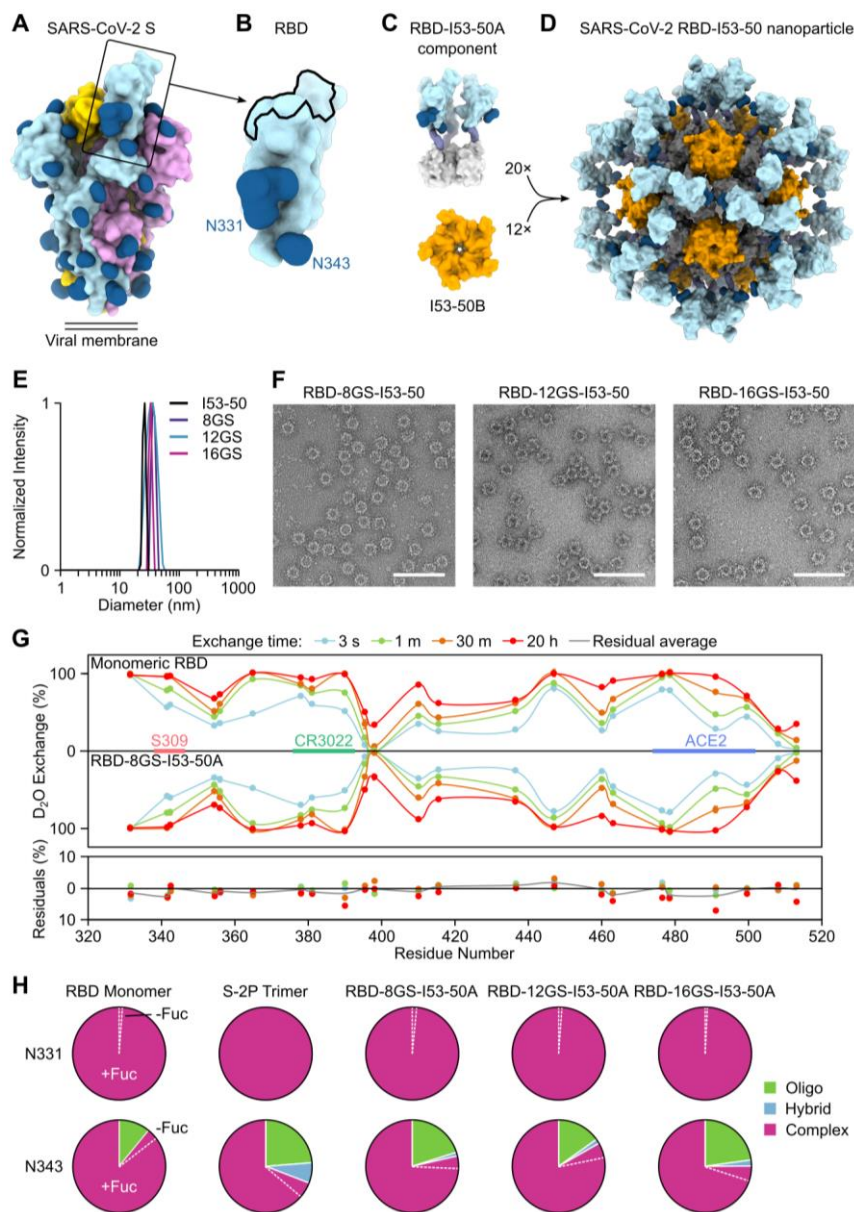 A SARS-CoV-2 S
B RBD
N331
N343
Viral membrane
C RBD-I53-50A
component
I53-50B
20×
12×
D SARS-CoV-2 RBD-I53-50 nanoparticle
E
Normalized Intensity
1
0
I53-50
8GS
12GS
16GS
1 10 100 1000
Diameter (nm)
F RBD-8GS-I53-50 RBD-12GS-I53-50 RBD-16GS-I53-50
G Exchange time: 3 s 1 m 30 m 20 h Residual average
Monomeric RBD
D₂O Exchange (%)
100
0
100
S309 CR3022 ACE2
RBD-8GS-I53-50A
Residuals (%)
10
0
10
320 340 360 380 400 420 440 460 480 500 520
Residue Number
H RBD Monomer S-2P Trimer RBD-8GS-I53-50A RBD-12GS-I53-50A RBD-16GS-I53-50A
N331
-Fuc
+Fuc
N343
-Fuc
+Fuc
Oligo
Hybrid
Complex